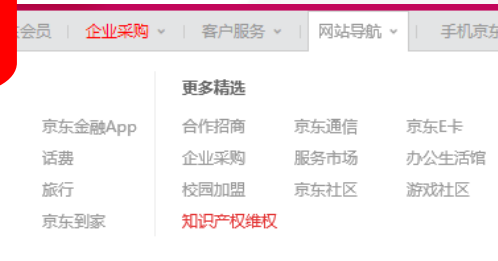 会员 企业采购 客户服务 网站导航 手机京东
更多精选
京东金融App 合作招商 京东通信 京东E卡
话费 企业采购 服务市场 办公生活馆
旅行 校园加盟 京东社区 游戏社区
京东到家 知识产权维权